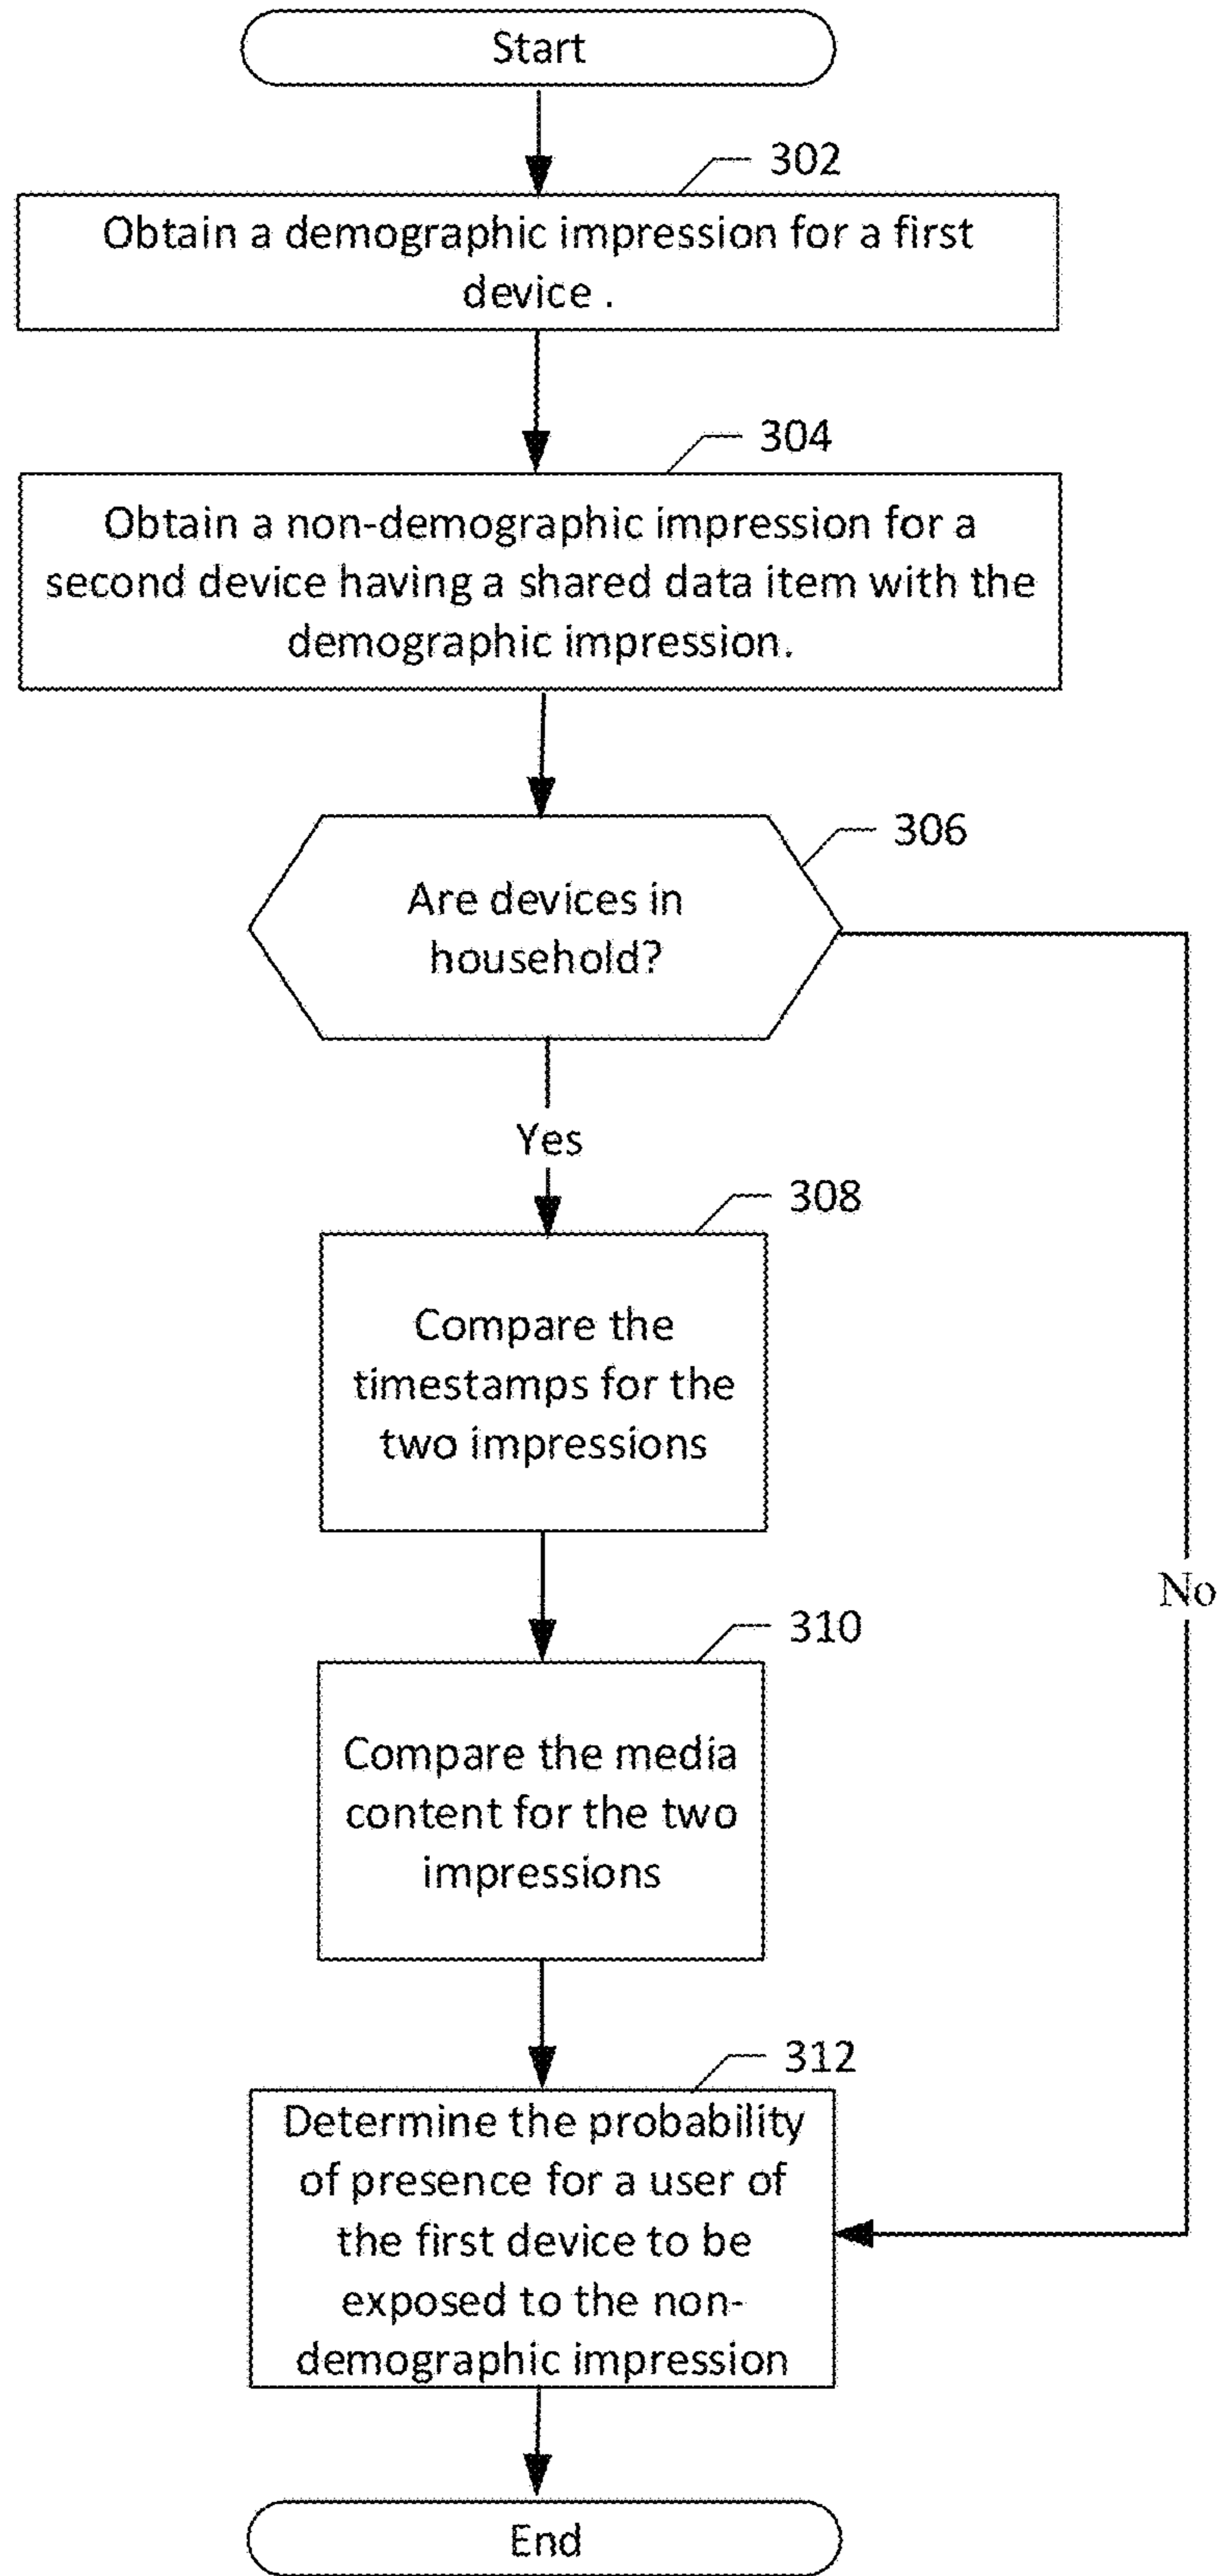 Start
302
Obtain a demographic impression for a first
device .
304
Obtain a non-demographic impression for a
second device having a shared data item with the
demographic impression.
306
Are devices in
household?
Yes
308
Compare the
timestamps for the
two impressions
No
310
Compare the media
content for the two
impressions
312
Determine the probability
of presence for a user of
the first device to be
exposed to the non-
demographic impression
End